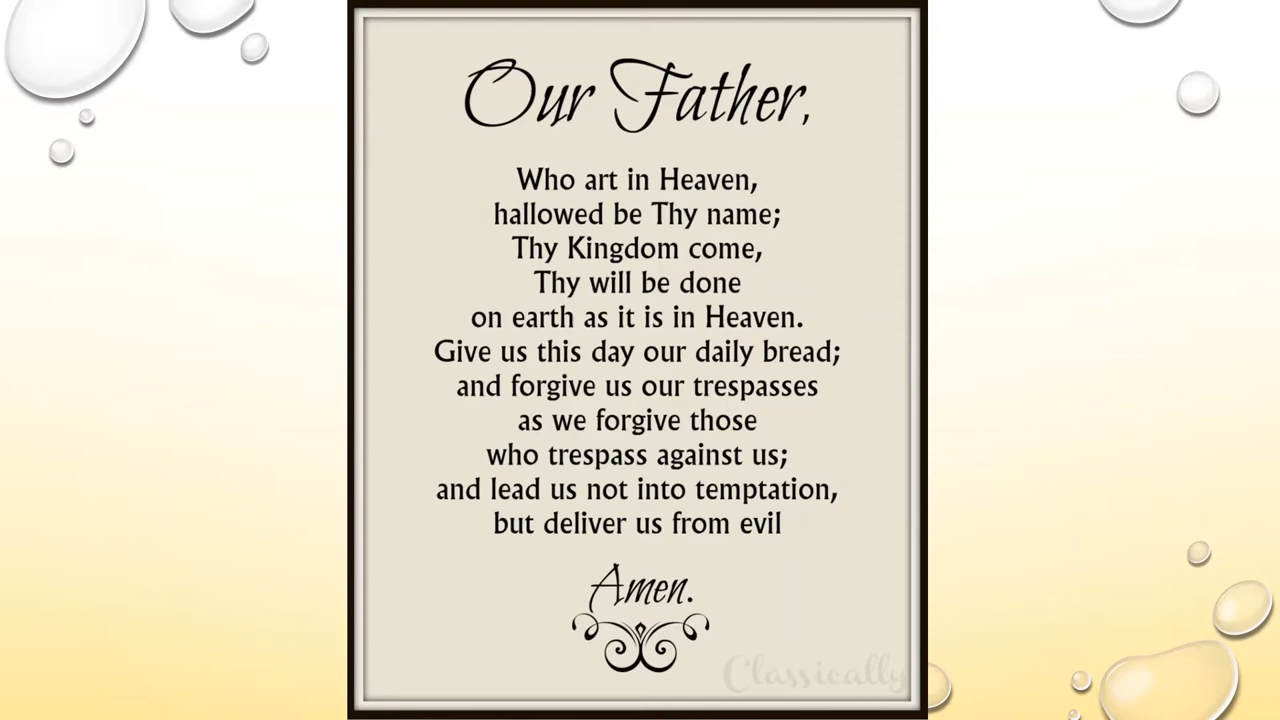 Our Father,
Who art in Heaven,
hallowed be Thy name;
Thy Kingdom come,
Thy will be done
on earth as it is in Heaven.
Give us this day our daily bread;
and forgive us our trespasses
as we forgive those
who trespass against us;
and lead us not into temptation,
but deliver us from evil
Amen.
Classically